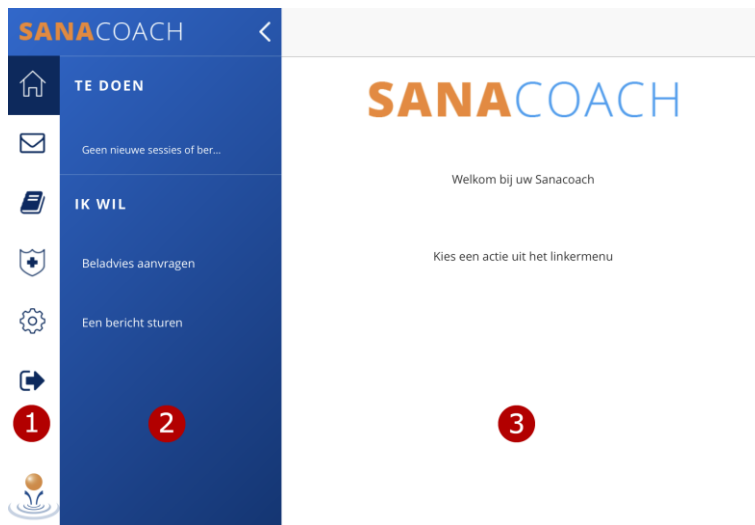 SANACOACH
TE DOEN
Geen nieuwe sessies of ber...
IK WIL
Beladvies aanvragen
Een bericht sturen
1
2
SANACOACH
Welkom bij uw Sanacoach
Kies een actie uit het linkermenu
3